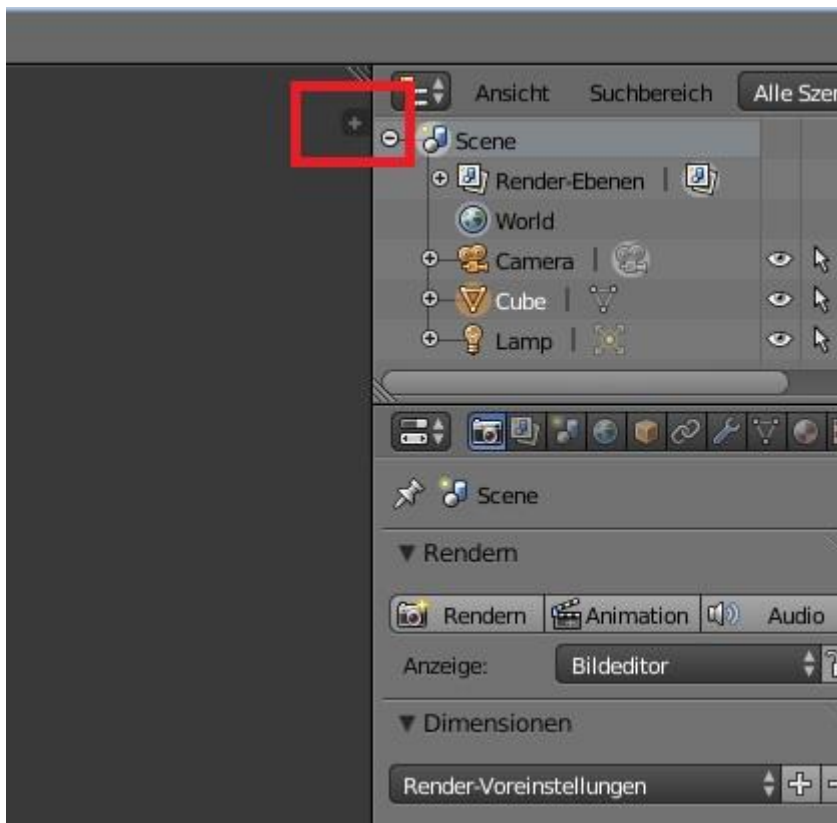 Ansicht Suchbereich Alle Szen
Scene
Render-Ebenen
World
Camera
Cube
Lamp
Scene
Rendern
Rendern Animation Audio
Anzeige: Bildeditor
Dimensionen
Render-Voreinstellungen